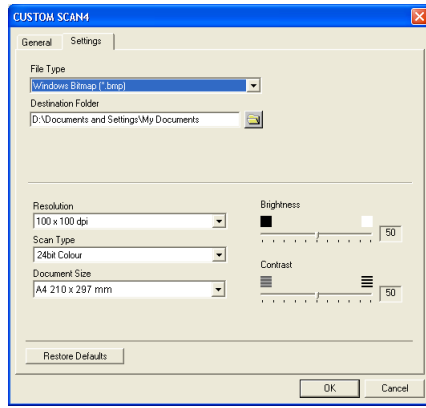 CUSTOM SCAN4
General Settings
File Type
Windows Bitmap (*.bmp)
Destination Folder
D:\Documents and Settings\My Documents
Resolution
100 x 100 dpi
Scan Type
24bit Colour
Document Size
A4 210 x 297 mm
Brightness
50
Contrast
50
Restore Defaults
OK Cancel